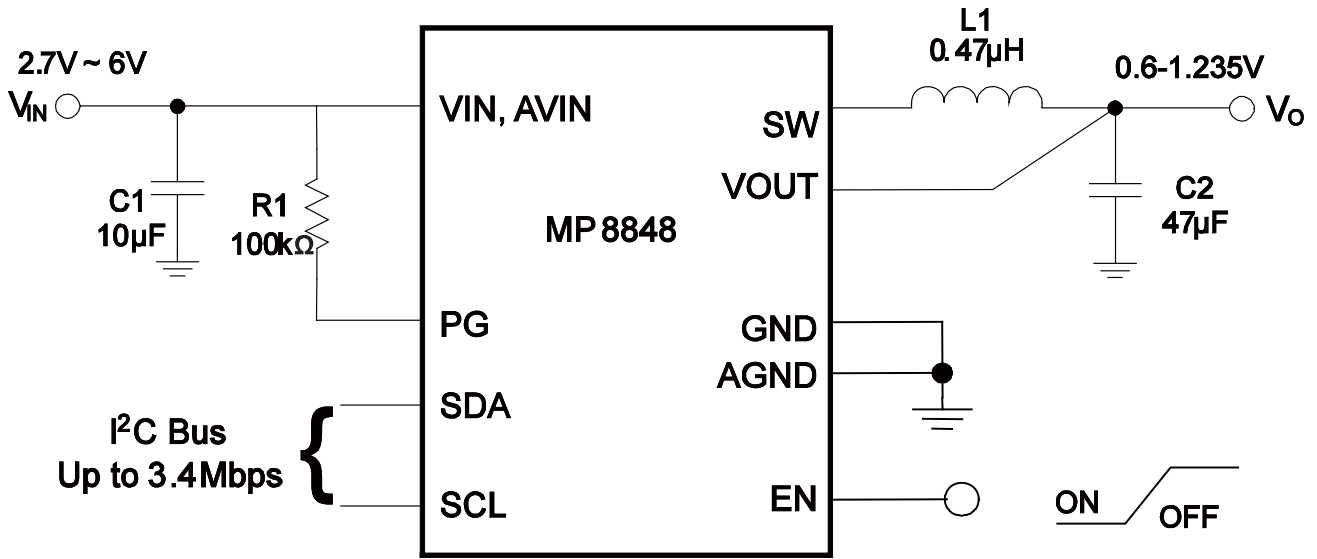 2.7V ~ 6V
VIN
C1
10µF
R1
100kΩ
VIN, AVIN
PG
SDA
SCL
I²C Bus
Up to 3.4Mbps
MP8848
SW
VOUT
GND
AGND
EN
L1
0.47µH
0.6-1.235V
VO
C2
47µF
ON
OFF